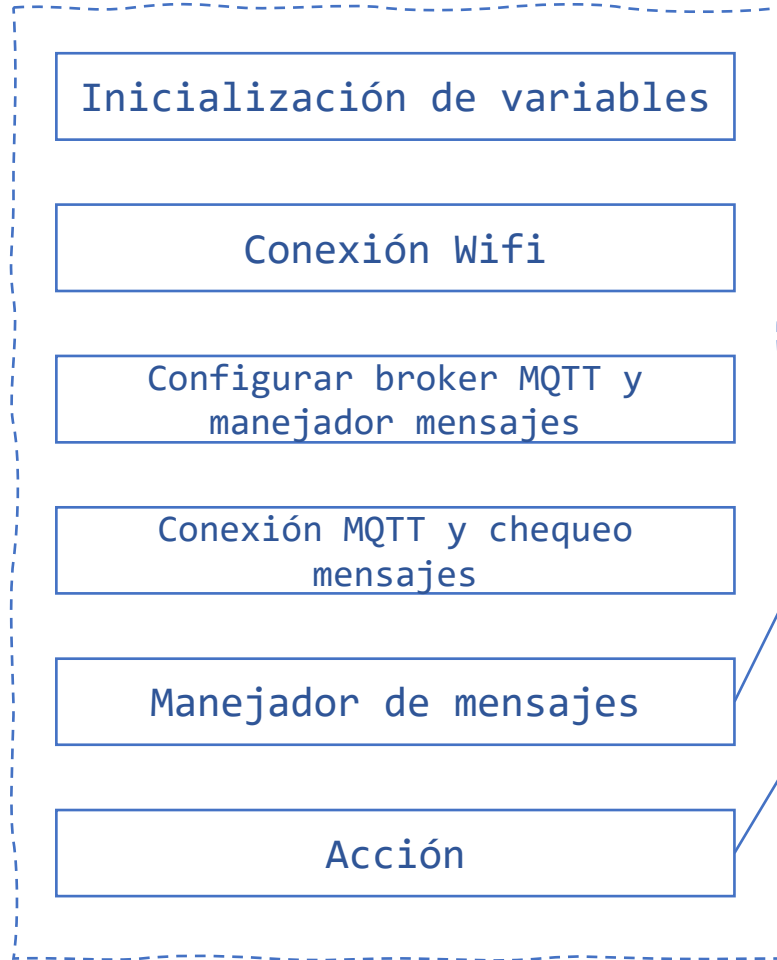 Inicialización de variables
Conexión Wifi
Configurar broker MQTT y
manejador mensajes
Conexión MQTT y chequeo
mensajes
Manejador de mensajes
Acción